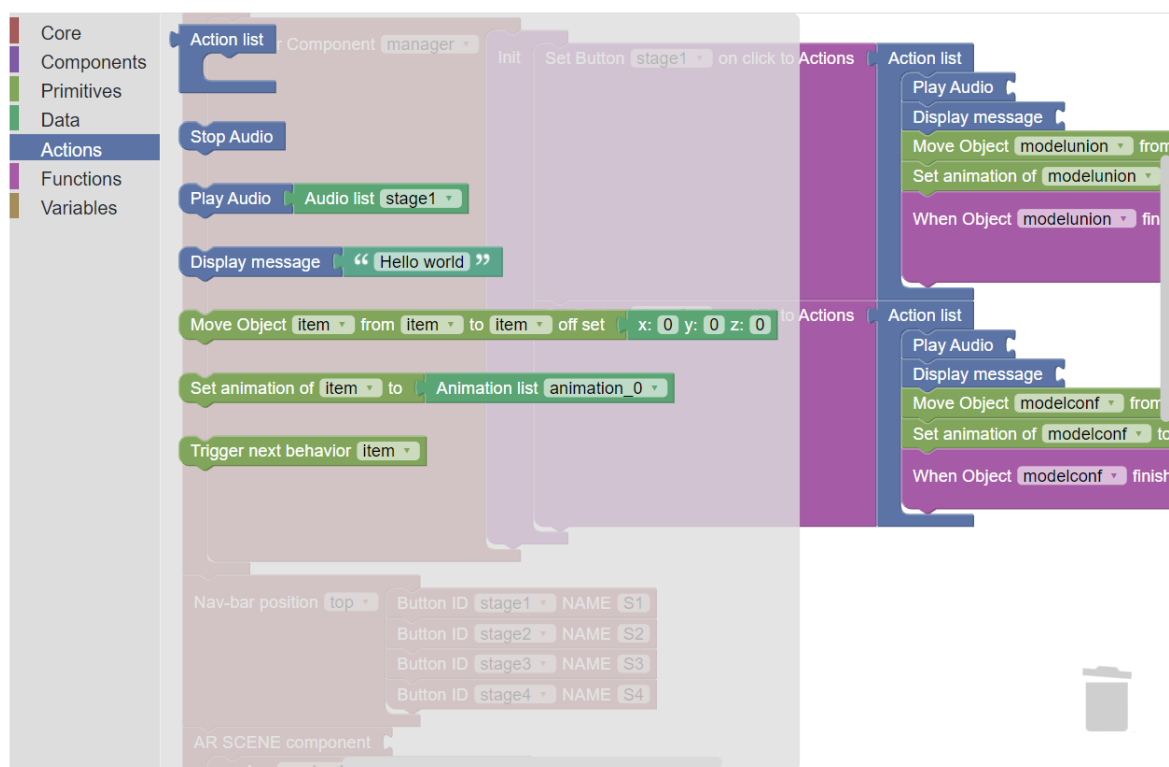 Core
Components
Primitives
Data
Actions
Functions
Variables
Action list
Stop Audio
Play Audio Audio list stage1
Display message “ Hello world ”
Move Object item from item to item off set x: 0 y: 0 z: 0
Set animation of item to Animation list animation_0
Trigger next behavior item
r Component manager
Init
Set Button stage1 on click to Actions
Action list
Play Audio
Display message
Move Object modelunion from
Set animation of modelunion
When Object modelunion fin
to Actions
Action list
Play Audio
Display message
Move Object modelconf from
Set animation of modelconf to
When Object modelconf finish
Nav-bar position top
Button ID stage1 NAME S1
Button ID stage2 NAME S2
Button ID stage3 NAME S3
Button ID stage4 NAME S4
AR SCENE component